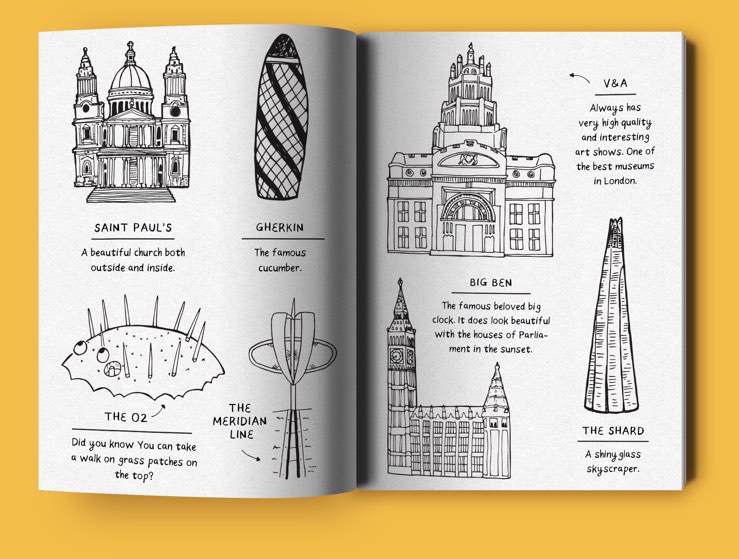 SAINT PAUL'S
A beautiful church both
outside and inside.
GHERKIN
The famous
cucumber.
THE O2
Did you know You can take
a walk on grass patches on
the top?
THE
MERIDIAN
LINE
V&A
Always has
very high quality
and interesting
art shows. One of
the best museums
in London.
BIG BEN
The famous beloved big
clock. It does look beautiful
with the houses of Parlia-
ment in the sunset.
THE SHARD
A shiny glass
skyscraper.